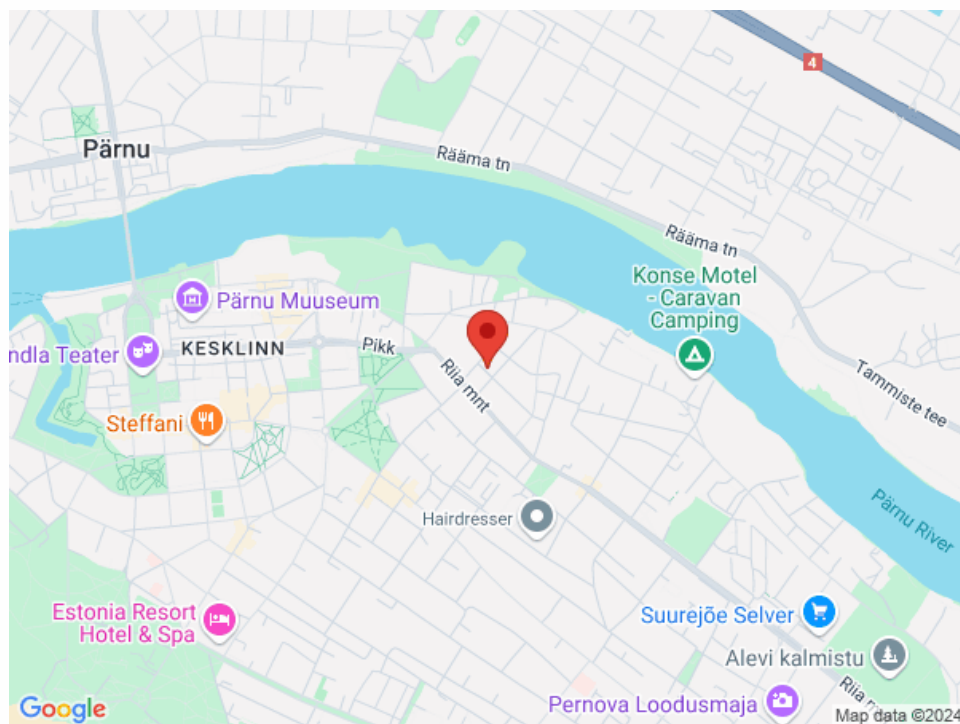 4
Pärnu
Rääma tn
Rääma tn
Konse Motel
- Caravan
Camping
Pärnu Muuseum
KESKLINN
Pikk
ndla Teater
Riia mnt
Tammiste tee
Steffani
Pärnu River
Hairdresser
Estonia Resort
Hotel & Spa
Suurejõe Selver
Alevi kalmistu
Riia m
Pernova Loodusmaja
Google
Map data ©2024